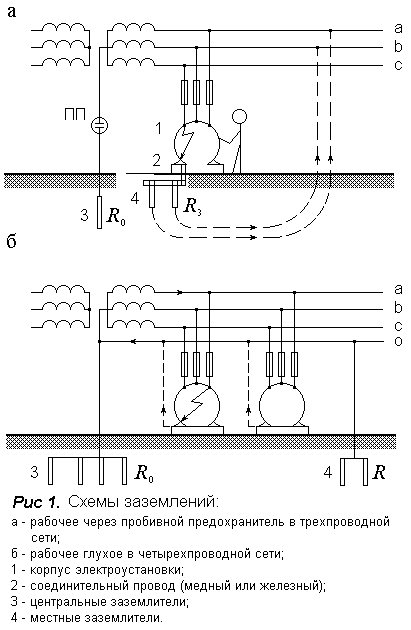 а
a
b
c
ПП
1
2
3
R₀
4
R₃
б
a
b
c
o
3
R₀
4
R
Рис 1. Схемы заземлений:
а - рабочее через пробивной предохранитель в трехпроводной
сети;
б - рабочее глухое в четырехпроводной сети;
1 - корпус электроустановки;
2 - соединительный провод (медный или железный);
3 - центральные заземлители;
4 - местные заземлители.